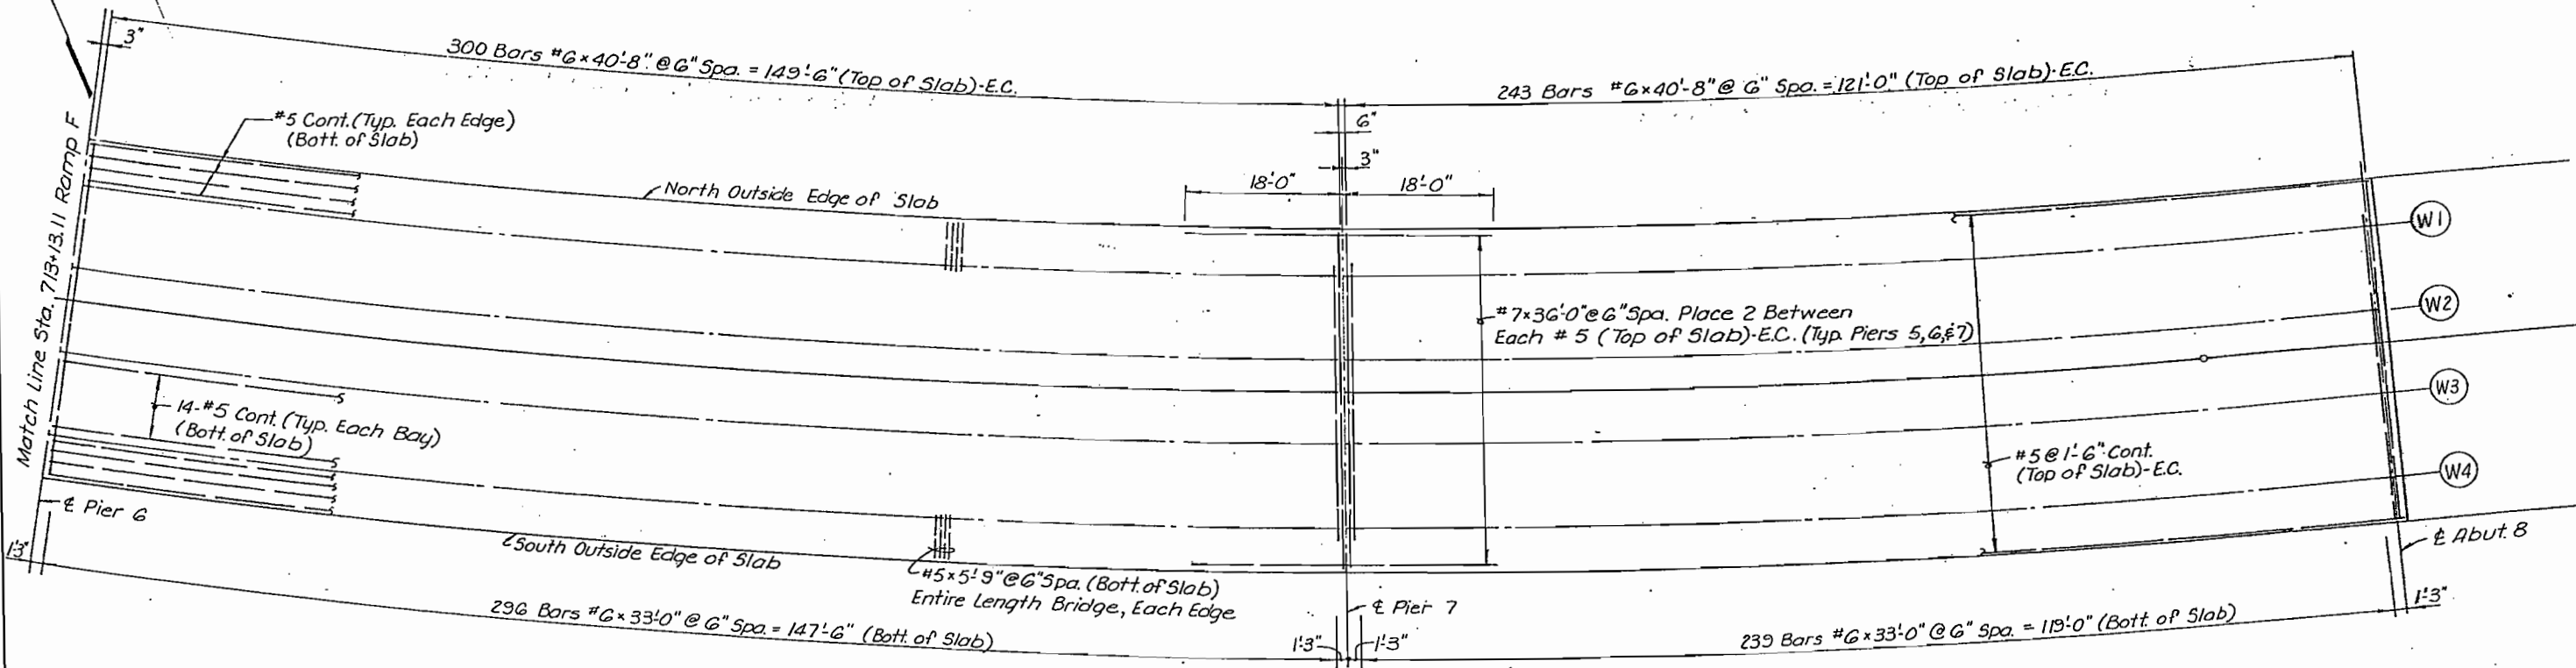 3"
300 Bars #6×40'-8" @ 6" Spa. = 149'-6" (Top of Slab)-E.C.
243 Bars #6×40'-8" @ 6" Spa. = 121'-0" (Top of Slab)-E.C.
#5 Cont. (Typ. Each Edge)
(Bott. of Slab)
6"
3"
18'-0"
18'-0"
North Outside Edge of Slab
Match Line Sta. 713+13.11 Ramp F
W1
W2
#7×36'-0" @ 6" Spa. Place 2 Between
Each #5 (Top of Slab)-E.C. (Typ. Piers 5,6,&7)
W3
14-#5 Cont. (Typ. Each Bay)
(Bott. of Slab)
#5 @ 1'-6" Cont.
(Top of Slab)-E.C.
W4
℄ Pier 6
℄ Abut. 8
1'3"
South Outside Edge of Slab
#5×5'-9" @ 6" Spa. (Bott. of Slab)
Entire Length Bridge, Each Edge
℄ Pier 7
1'3"
296 Bars #6×33'-0" @ 6" Spa. = 147'-6" (Bott. of Slab)
1'3"
1'3"
239 Bars #6×33'-0" @ 6" Spa. = 119'-0" (Bott. of Slab)